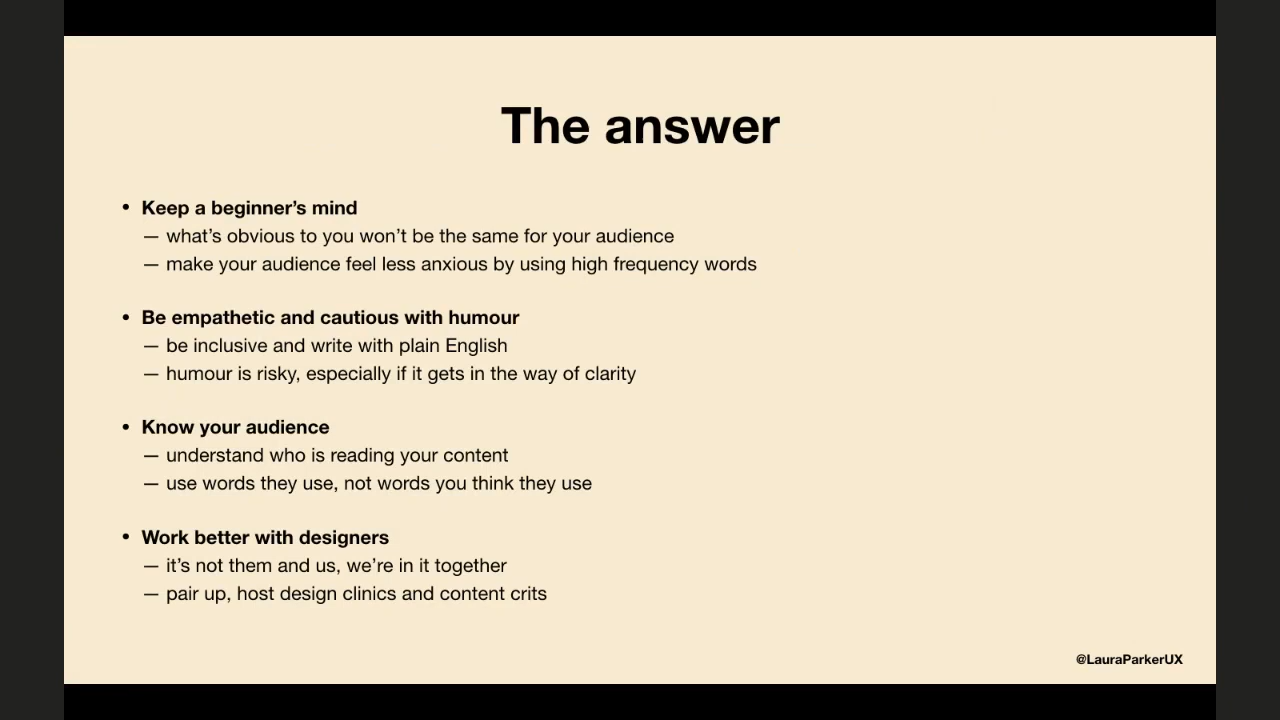 The answer
• Keep a beginner’s mind
— what’s obvious to you won’t be the same for your audience
— make your audience feel less anxious by using high frequency words
• Be empathetic and cautious with humour
— be inclusive and write with plain English
— humour is risky, especially if it gets in the way of clarity
• Know your audience
— understand who is reading your content
— use words they use, not words you think they use
• Work better with designers
— it’s not them and us, we’re in it together
— pair up, host design clinics and content crits
@LauraParkerUX